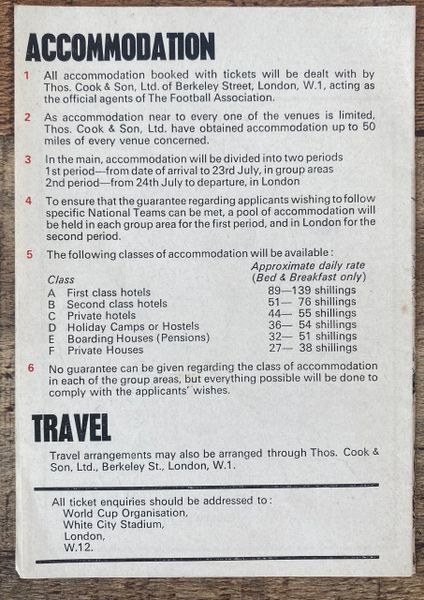 ACCOMMODATION
1 All accommodation booked with tickets will be dealt with by
Thos. Cook & Son, Ltd. of Berkeley Street, London, W.1, acting as
the official agents of The Football Association.
2 As accommodation near to every one of the venues is limited,
Thos. Cook & Son, Ltd. have obtained accommodation up to 50
miles of every venue concerned.
3 In the main, accommodation will be divided into two periods
1st period—from date of arrival to 23rd July, in group areas
2nd period—from 24th July to departure, in London
4 To ensure that the guarantee regarding applicants wishing to follow
specific National Teams can be met, a pool of accommodation will
be held in each group area for the first period, and in London for the
second period.
5 The following classes of accommodation will be available:
Approximate daily rate
Class (Bed & Breakfast only)
A First class hotels 89—139 shillings
B Second class hotels 51— 76 shillings
C Private hotels 44— 55 shillings
D Holiday Camps or Hostels 36— 54 shillings
E Boarding Houses (Pensions) 32— 51 shillings
F Private Houses 27— 38 shillings
6 No guarantee can be given regarding the class of accommodation
in each of the group areas, but everything possible will be done to
comply with the applicants' wishes.
TRAVEL
Travel arrangements may also be arranged through Thos. Cook &
Son, Ltd., Berkeley St., London, W.1.
All ticket enquiries should be addressed to:
World Cup Organisation,
White City Stadium,
London,
W.12.